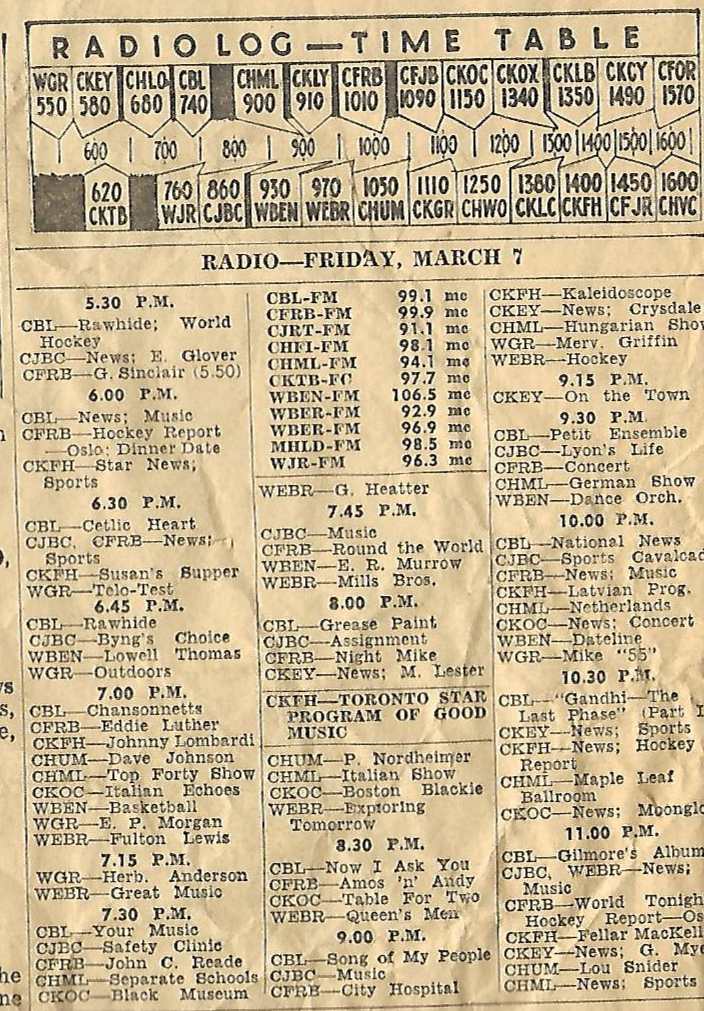 RADIO LOG — TIME TABLE
WGR CKEY CHLO CBL CHML CKLY CFRB CFJB CKOC CKOX CKLB CKCY CFOR
550 580 680 740 900 910 1010 1090 1150 1340 1350 1490 1570
600 700 800 900 1000 1100 1200 1300 1400 1500 1600
620 760 860 930 970 1050 1110 1250 1380 1400 1450 1600
CKTB WJR CJBC WBEN WEBR CHUM CKGR CHWO CKLC CKFH CFJR CHVC
RADIO—FRIDAY, MARCH 7
5.30 P.M.
CBL—Rawhide; World
Hockey
CJBC—News; E. Glover
CFRB—G. Sinclair (5.50)
6.00 P.M.
CBL—News; Music
CFRB—Hockey Report
—Oslo; Dinner Date
CKFH—Star News;
Sports
6.30 P.M.
CBL—Cetlic Heart
CJBC, CFRB—News;
Sports
CKFH—Susan's Supper
WGR—Telo-Test
6.45 P.M.
CBL—Rawhide
CJBC—Byng's Choice
WBEN—Lowell Thomas
WGR—Outdoors
7.00 P.M.
CBL—Chansonnetts
CFRB—Eddie Luther
CKFH—Johnny Lombardi
CHUM—Dave Johnson
CHML—Top Forty Show
CKOC—Italian Echoes
WBEN—Basketball
WGR—E. P. Morgan
WEBR—Fulton Lewis
7.15 P.M.
WGR—Herb. Anderson
WEBR—Great Music
7.30 P.M.
CBL—Your Music
CJBC—Safety Clinic
CFRB—John C. Reade
CHML—Separate Schools
CKOC—Black Museum
CBL-FM 99.1 mc
CFRB-FM 99.9 mc
CJRT-FM 91.1 mc
CHFI-FM 98.1 mc
CHML-FM 94.1 mc
CKTB-FC 97.7 mc
WBEN-FM 106.5 mc
WBER-FM 92.9 mc
WBER-FM 96.9 mc
MHLD-FM 98.5 mc
WJR-FM 96.3 mc
WEBR—G. Heatter
7.45 P.M.
CJBC—Music
CFRB—Round the World
WBEN—E. R. Murrow
WEBR—Mills Bros.
8.00 P.M.
CBL—Grease Paint
CJBC—Assignment
CFRB—Night Mike
CKEY—News; M. Lester
CKFH—TORONTO STAR
PROGRAM OF GOOD
MUSIC
CHUM—P. Nordheimer
CHML—Italian Show
CKOC—Boston Blackie
WEBR—Exploring
Tomorrow
8.30 P.M.
CBL—Now I Ask You
CFRB—Amos 'n' Andy
CKOC—Table For Two
WEBR—Queen's Men
9.00 P.M.
CBL—Song of My People
CJBC—Music
CFRB—City Hospital
CKFH—Kaleidoscope
CKEY—News; Crysdale
CHML—Hungarian Show
WGR—Merv. Griffin
WEBR—Hockey
9.15 P.M.
CKEY—On the Town
9.30 P.M.
CBL—Petit Ensemble
CJBC—Lyon's Life
CFRB—Concert
CHML—German Show
WBEN—Dance Orch.
10.00 P.M.
CBL—National News
CJBC—Sports Cavalcad
CFRB—News; Music
CKFH—Latvian Prog.
CHML—Netherlands
CKOC—News; Concert
WBEN—Dateline
WGR—Mike "55"
10.30 P.M.
CBL—"Gandhi—The
Last Phase" (Part I
CKEY—News; Sports
CKFH—News; Hockey
Report
CHML—Maple Leaf
Ballroom
CKOC—News; Moonglo
11.00 P.M.
CBL—Gilmore's Album
CJBC, WEBR—News;
Music
CFRB—World Tonigh
Hockey Report—Os
CKFH—Fellar MacKell
CKEY—News; G. Mye
CHUM—Lou Snider
CHML—News; Sports